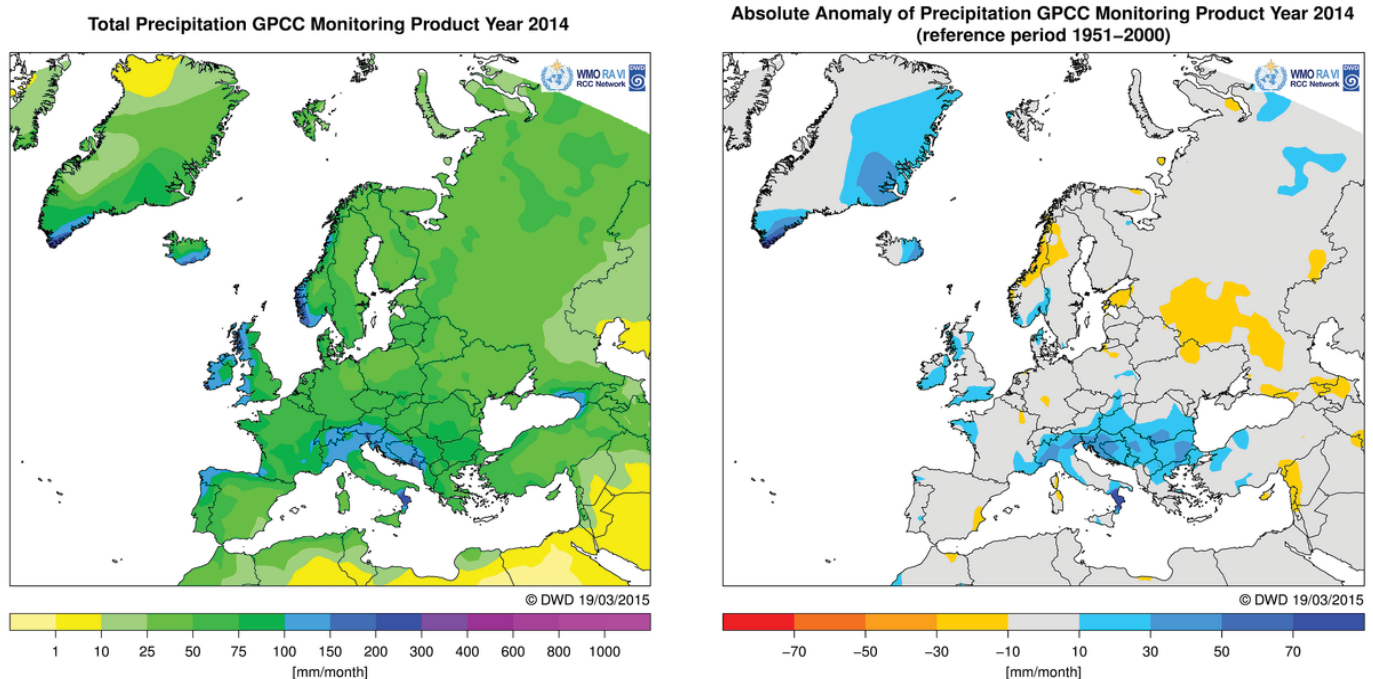 Total Precipitation GPCC Monitoring Product Year 2014
WMO RA VI
RCC Network
DWD
© DWD 19/03/2015
1 10 25 50 75 100 150 200 300 400 600 800 1000
[mm/month]
Absolute Anomaly of Precipitation GPCC Monitoring Product Year 2014
(reference period 1951−2000)
WMO RA VI
RCC Network
DWD
© DWD 19/03/2015
−70 −50 −30 −10 10 30 50 70
[mm/month]